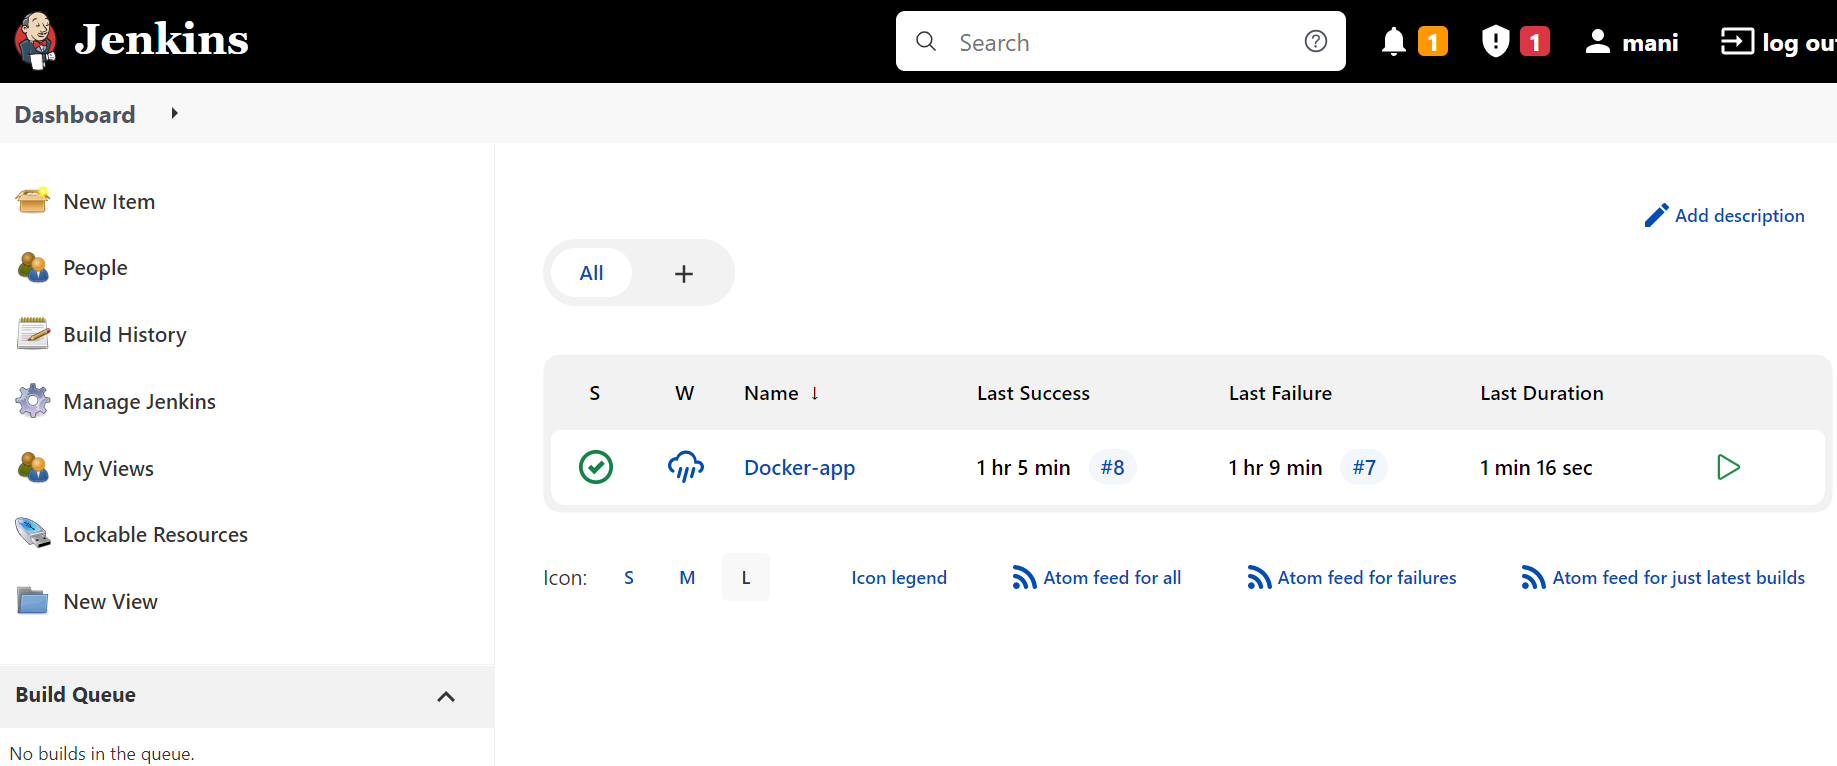 Jenkins
Search
1
1
mani
log ou
Dashboard
New Item
People
Build History
Manage Jenkins
My Views
Lockable Resources
New View
Build Queue
No builds in the queue.
Add description
All +
S W Name ↓ Last Success Last Failure Last Duration
Docker-app 1 hr 5 min #8 1 hr 9 min #7 1 min 16 sec
Icon: S M L Icon legend Atom feed for all Atom feed for failures Atom feed for just latest builds